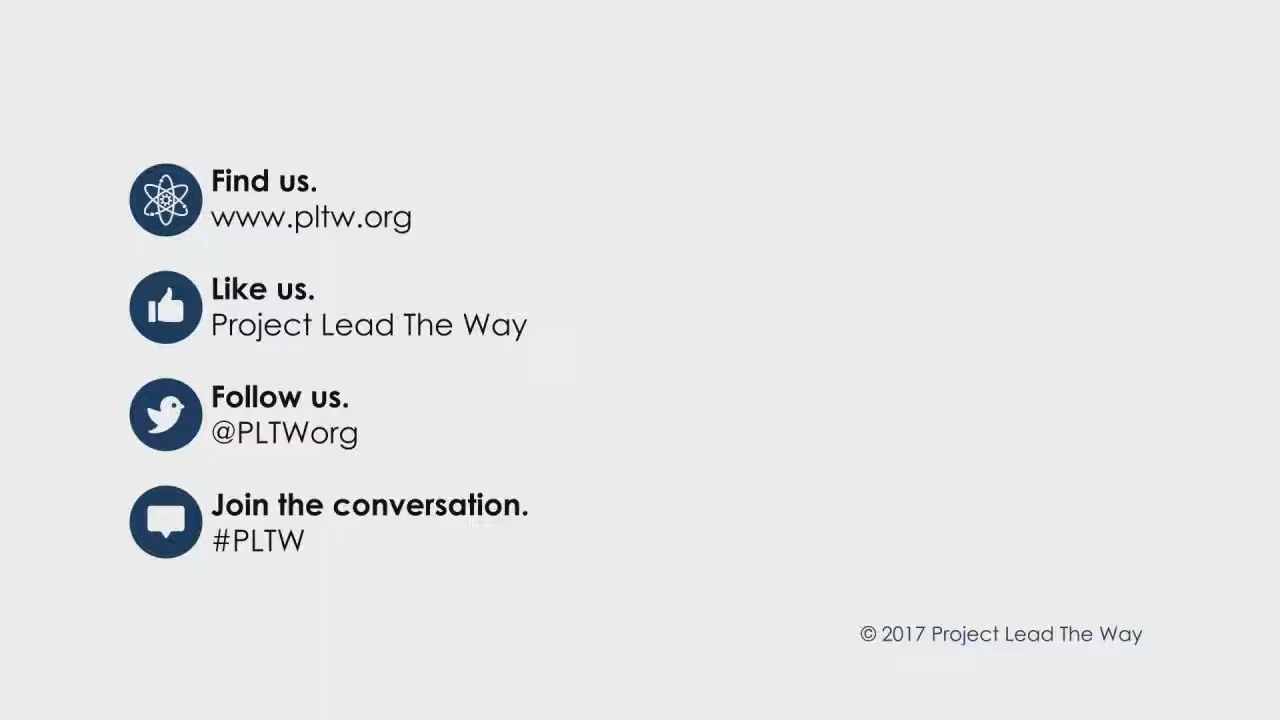 Find us.
www.pltw.org
Like us.
Project Lead The Way
Follow us.
@PLTWorg
Join the conversation.
#PLTW
© 2017 Project Lead The Way